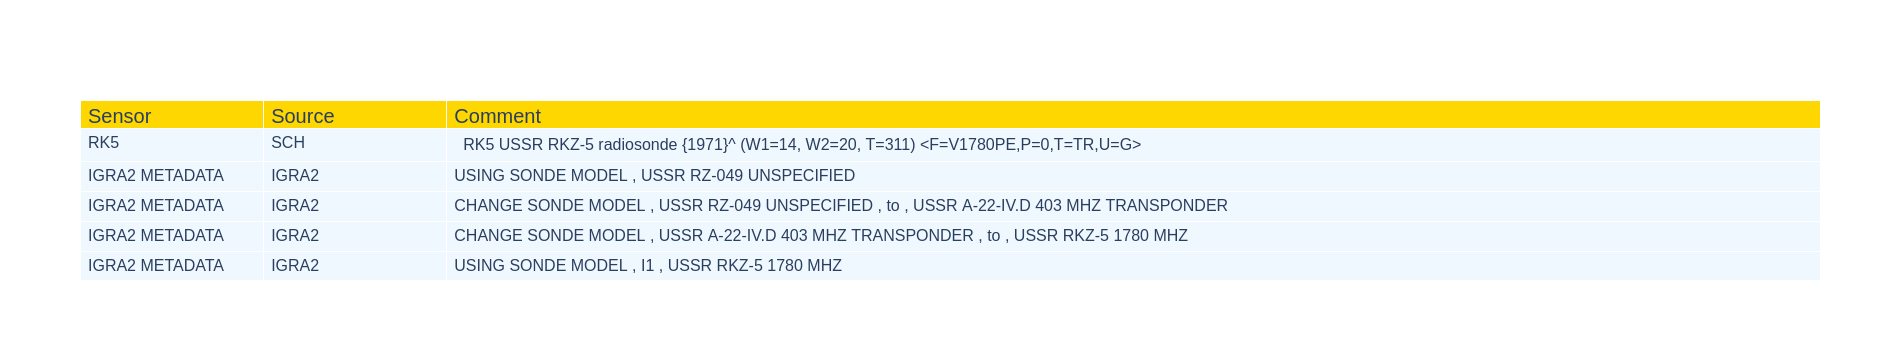 Sensor Source Comment
RK5 SCH RK5 USSR RKZ-5 radiosonde {1971}^ (W1=14, W2=20, T=311) <F=V1780PE,P=0,T=TR,U=G>
IGRA2 METADATA IGRA2 USING SONDE MODEL , USSR RZ-049 UNSPECIFIED
IGRA2 METADATA IGRA2 CHANGE SONDE MODEL , USSR RZ-049 UNSPECIFIED , to , USSR A-22-IV.D 403 MHZ TRANSPONDER
IGRA2 METADATA IGRA2 CHANGE SONDE MODEL , USSR A-22-IV.D 403 MHZ TRANSPONDER , to , USSR RKZ-5 1780 MHZ
IGRA2 METADATA IGRA2 USING SONDE MODEL , I1 , USSR RKZ-5 1780 MHZ